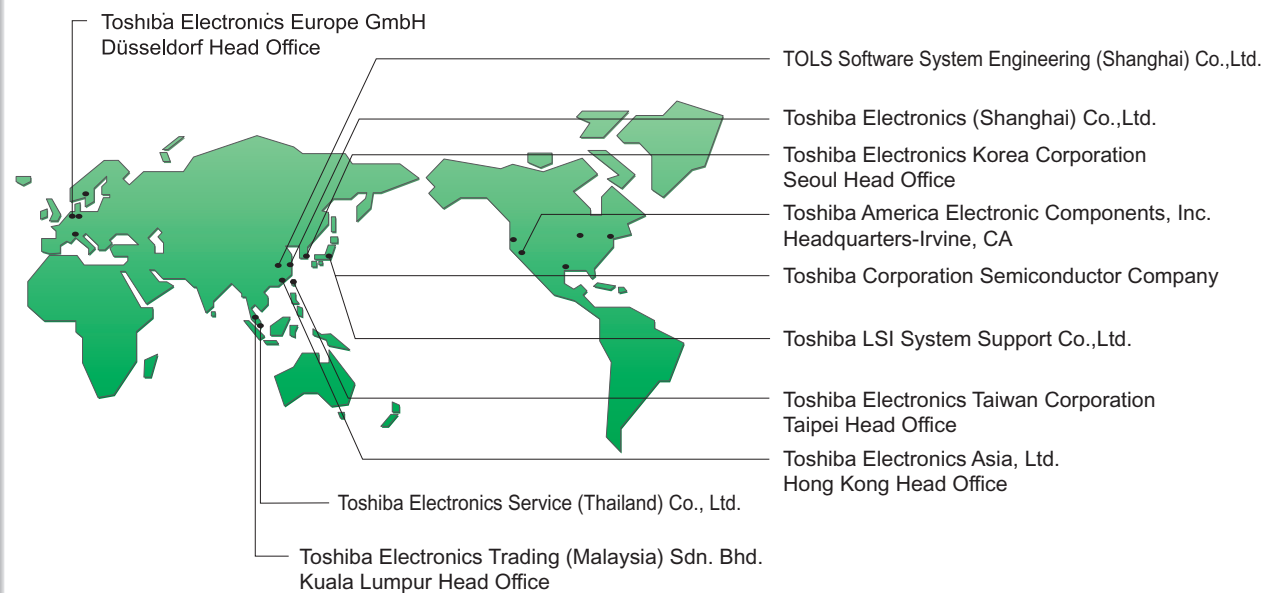 Toshiba Electronics Europe GmbH
Düsseldorf Head Office
TOLS Software System Engineering (Shanghai) Co.,Ltd.
Toshiba Electronics (Shanghai) Co.,Ltd.
Toshiba Electronics Korea Corporation
Seoul Head Office
Toshiba America Electronic Components, Inc.
Headquarters-Irvine, CA
Toshiba Corporation Semiconductor Company
Toshiba LSI System Support Co.,Ltd.
Toshiba Electronics Taiwan Corporation
Taipei Head Office
Toshiba Electronics Asia, Ltd.
Hong Kong Head Office
Toshiba Electronics Service (Thailand) Co., Ltd.
Toshiba Electronics Trading (Malaysia) Sdn. Bhd.
Kuala Lumpur Head Office